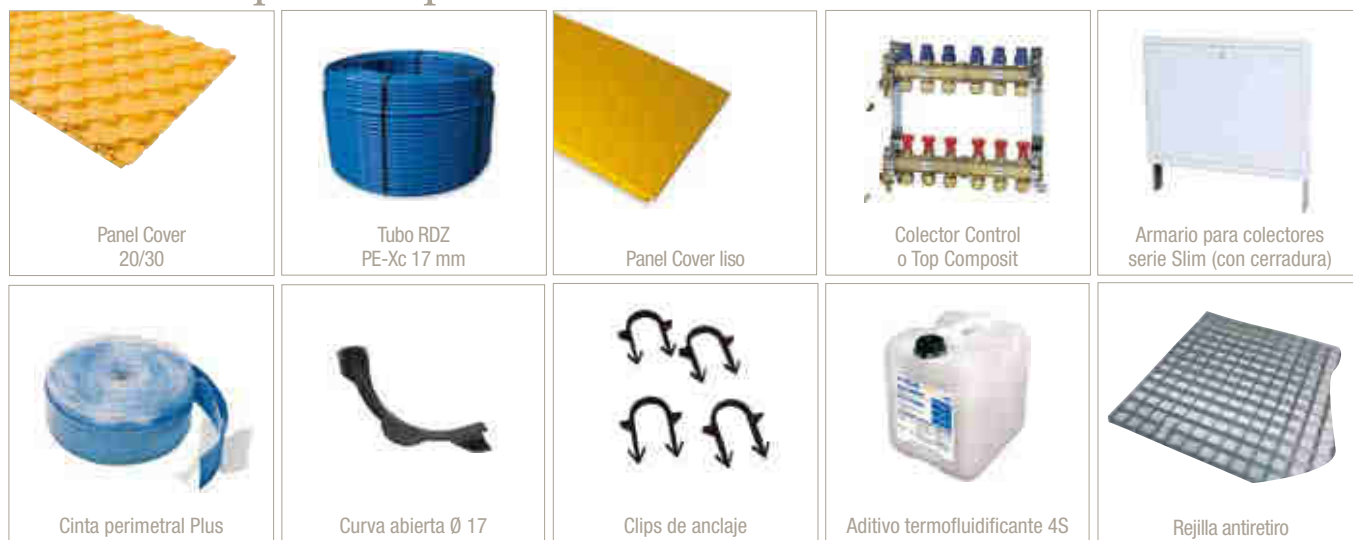 Panel Cover
20/30
Tubo RDZ
PE-Xc 17 mm
Panel Cover liso
Colector Control
o Top Composit
Armario para colectores
serie Slim (con cerradura)
Cinta perimetral Plus
Curva abierta Ø 17
Clips de anclaje
Aditivo termofluidificante 4S
Rejilla antiretiro